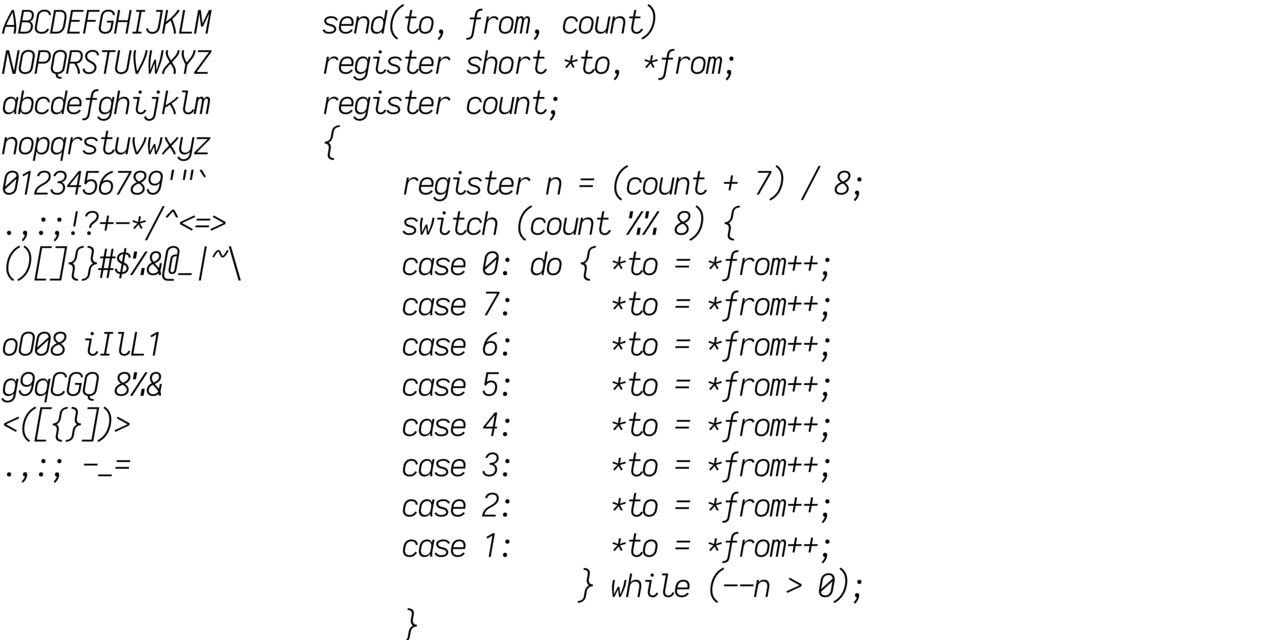 ABCDEFGHIJKLM
NOPQRSTUVWXYZ
abcdefghijklm
nopqrstuvwxyz
0123456789'"`
.,:;!?+-*/^<=>
()[]{}#$%&@_|~\
oO08 iIlL1
g9qCGQ 8%&
<([{}])>
.,:; -_=
send(to, from, count)
register short *to, *from;
register count;
{
    register n = (count + 7) / 8;
    switch (count %% 8) {
    case 0: do { *to = *from++;
    case 7:      *to = *from++;
    case 6:      *to = *from++;
    case 5:      *to = *from++;
    case 4:      *to = *from++;
    case 3:      *to = *from++;
    case 2:      *to = *from++;
    case 1:      *to = *from++;
               } while (--n > 0);
    }